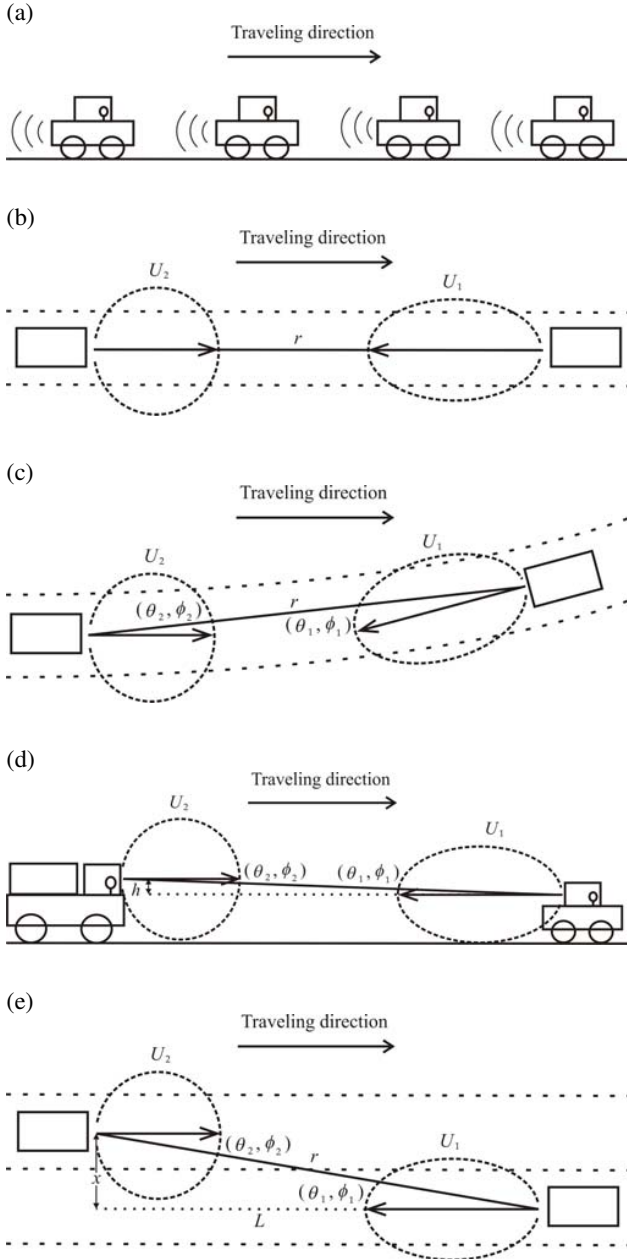 (a)
Traveling direction
(b)
Traveling direction
U₂
U₁
r
(c)
Traveling direction
U₂
U₁
(θ₂, ϕ₂)
r
(θ₁, ϕ₁)
(d)
Traveling direction
U₂
U₁
(θ₂, ϕ₂)
(θ₁, ϕ₁)
h
(e)
Traveling direction
U₂
(θ₂, ϕ₂)
r
U₁
x
(θ₁, ϕ₁)
L